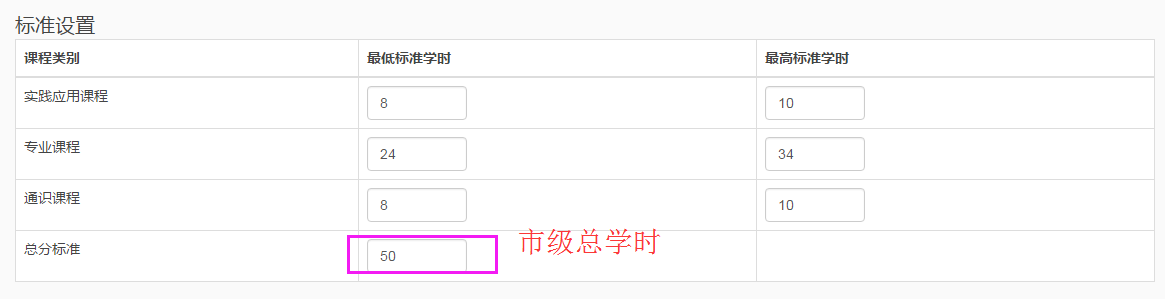 标准设置
课程类别 最低标准学时 最高标准学时
实践应用课程 8 10
专业课程 24 34
通识课程 8 10
总分标准 50 市级总学时